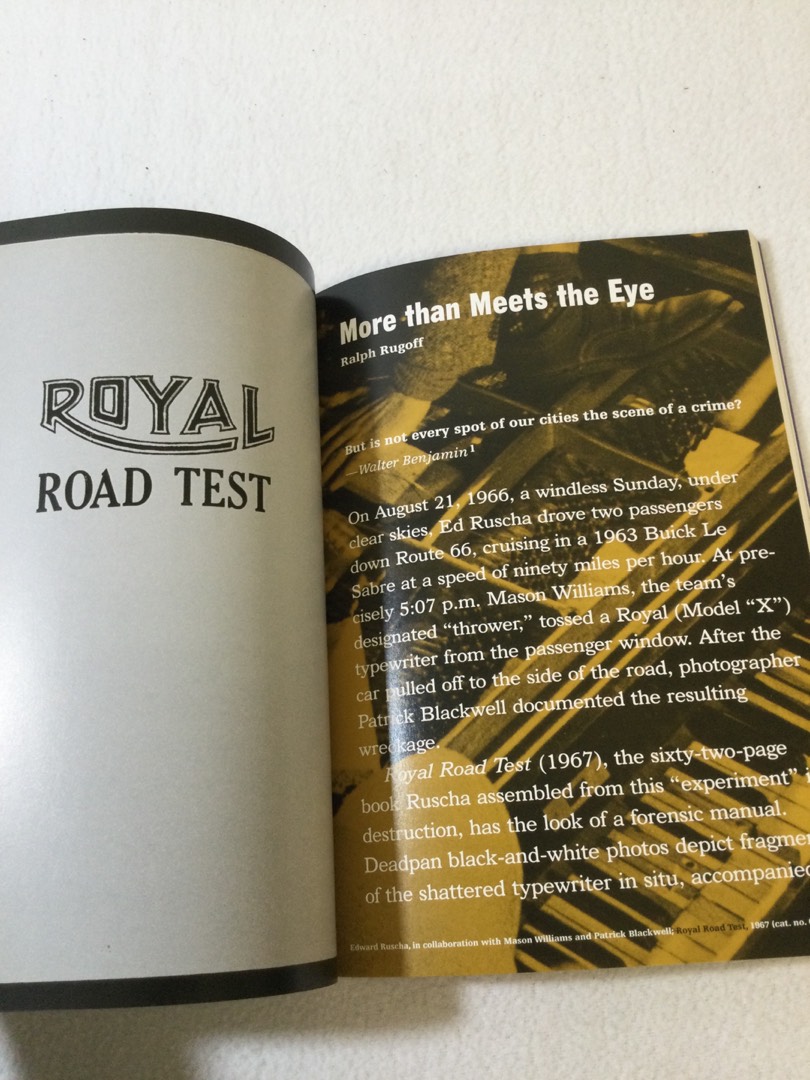 ROYAL
ROAD TEST
More than Meets the Eye
Ralph Rugoff
But is not every spot of our cities the scene of a crime?
—Walter Benjamin¹
On August 21, 1966, a windless Sunday, under
clear skies, Ed Ruscha drove two passengers
down Route 66, cruising in a 1963 Buick Le
Sabre at a speed of ninety miles per hour. At pre-
cisely 5:07 p.m. Mason Williams, the team's
designated “thrower,” tossed a Royal (Model “X”)
typewriter from the passenger window. After the
car pulled off to the side of the road, photographer
Patrick Blackwell documented the resulting
wreckage.
Royal Road Test (1967), the sixty-two-page
book Ruscha assembled from this “experiment”
destruction, has the look of a forensic manual.
Deadpan black-and-white photos depict
of the shattered typewriter in situ, accompanied
Edward Ruscha, in collaboration with Mason Williams and Patrick Blackwell; Royal Road Test, 1967 (cat. no.